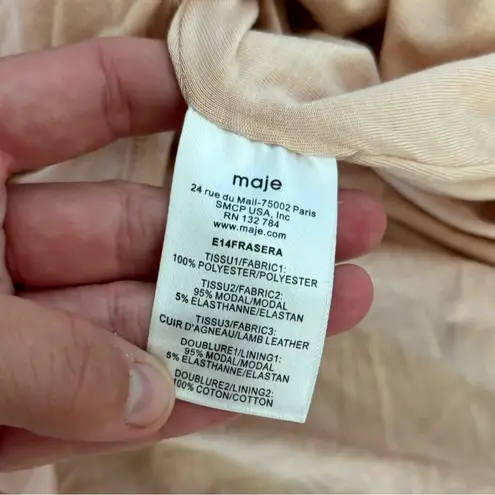 maje
24 rue du Mail-75002 Paris
SMCP USA, Inc
RN 132 784
www.maje.com
E14FRASERA
TISSU1/FABRIC1:
100% POLYESTER/POLYESTER
TISSU2/FABRIC2:
95% MODAL/MODAL
5% ELASTHANNE/ELASTAN
TISSU3/FABRIC3:
CUIR D'AGNEAU/LAMB LEATHER
DOUBLURE1/LINING1:
95% MODAL/MODAL
5% ELASTHANNE/ELASTAN
DOUBLURE2/LINING2:
100% COTON/COTTON